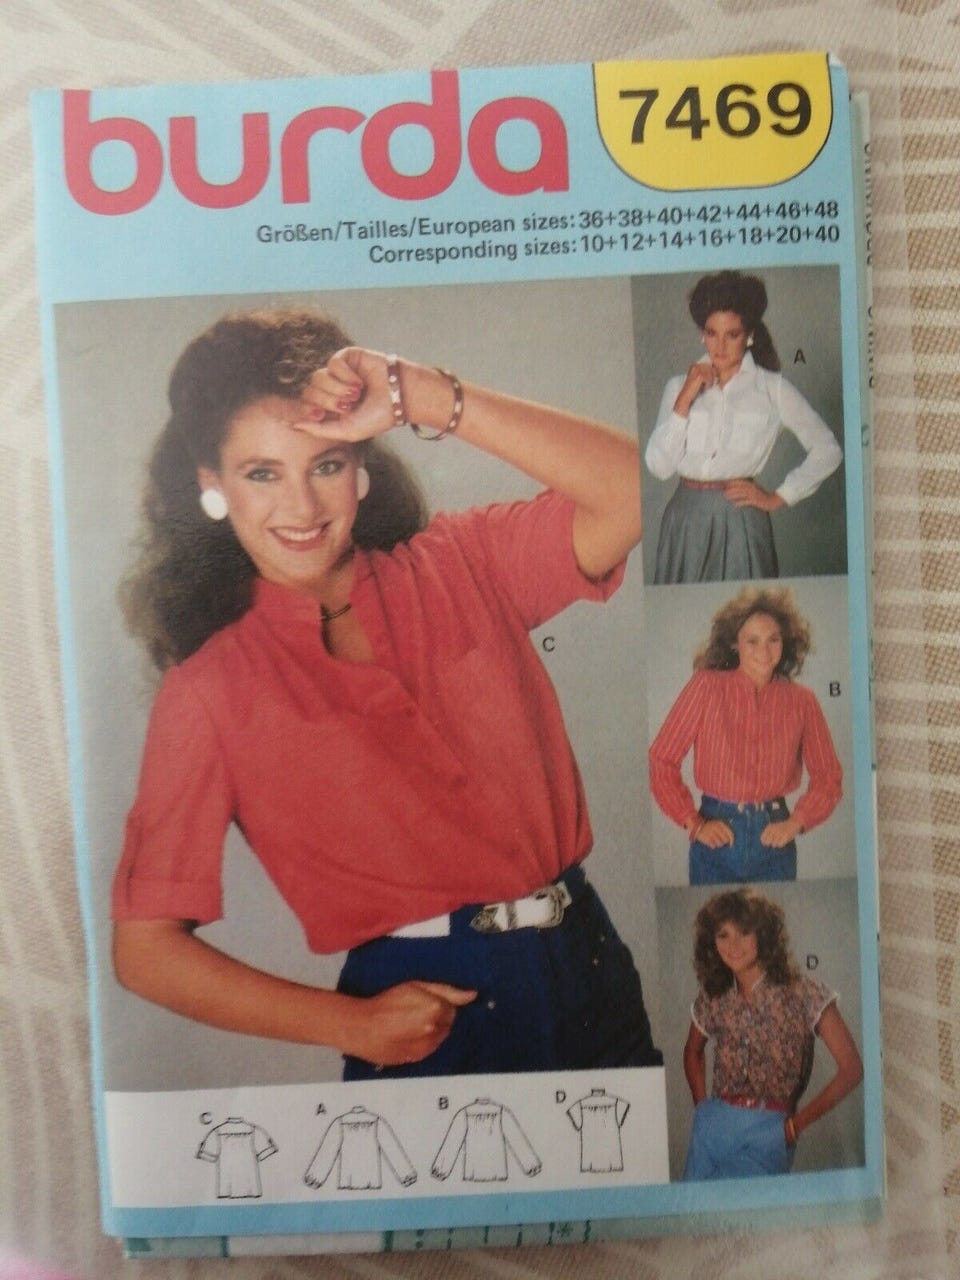 burda
7469
Größen/Tailles/European sizes: 36+38+40+42+44+46+48
Corresponding sizes: 10+12+14+16+18+20+40
A
C
B
D
C
A
B
D